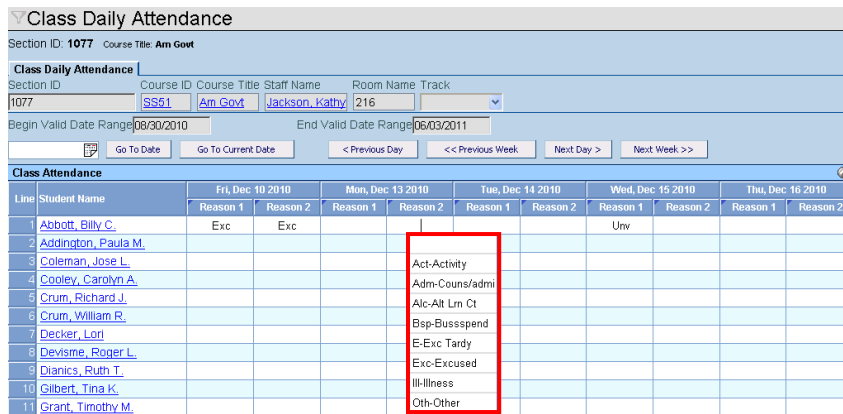 Class Daily Attendance
Section ID: 1077 Course Title: Am Govt
Class Daily Attendance
Section ID Course ID Course Title Staff Name Room Name Track
1077 SS51 Am Govt Jackson, Kathy 216
Begin Valid Date Range 08/30/2010 End Valid Date Range 06/03/2011
Go To Date Go To Current Date < Previous Day << Previous Week Next Day > Next Week >>
Class Attendance
Line Student Name Fri, Dec 10 2010 Mon, Dec 13 2010 Tue, Dec 14 2010 Wed, Dec 15 2010 Thu, Dec 16 2010
Reason 1 Reason 2 Reason 1 Reason 2 Reason 1 Reason 2 Reason 1 Reason 2 Reason 1 Reason 2
1 Abbott, Billy C. Exc Exc Unv
2 Addington, Paula M.
3 Coleman, Jose L. Act-Activity
4 Cooley, Carolyn A. Adm-Couns/admi
5 Crum, Richard J. Alc-Alt Lrn Ct
6 Crum, William R. Bsp-Bussspend
7 Decker, Lori E-Exc Tardy
8 Devisme, Roger L. Exc-Excused
9 Dianics, Ruth T. Ill-Illness
10 Gilbert, Tina K. Oth-Other
11 Grant, Timothy M.